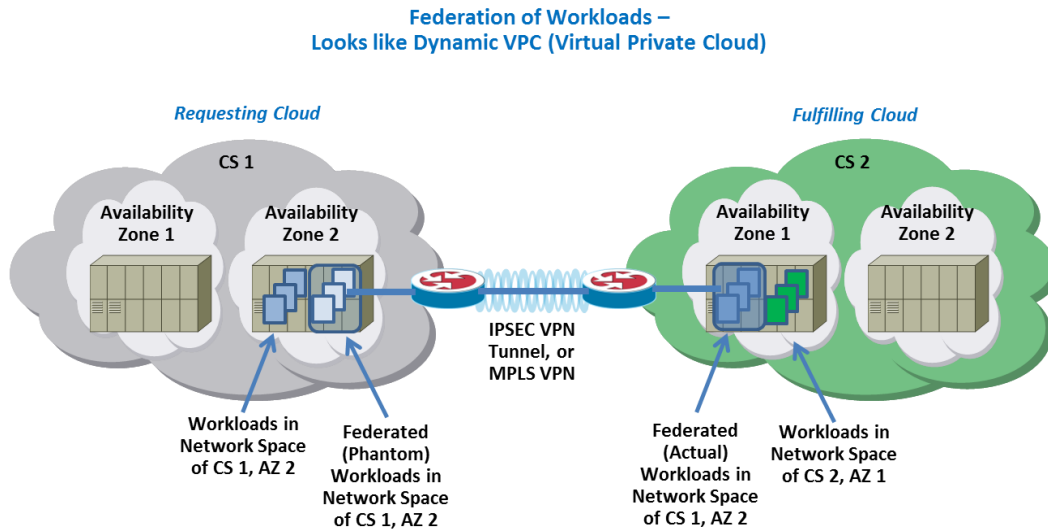 Federation of Workloads –
Looks like Dynamic VPC (Virtual Private Cloud)
Requesting Cloud
Fulfilling Cloud
CS 1
CS 2
Availability
Zone 1
Availability
Zone 2
Availability
Zone 1
Availability
Zone 2
IPSEC VPN
Tunnel, or
MPLS VPN
Workloads in
Network Space
of CS 1, AZ 2
Federated
(Phantom)
Workloads in
Network Space
of CS 1, AZ 2
Federated
(Actual)
Workloads in
Network Space
of CS 1, AZ 2
Workloads in
Network Space
of CS 2, AZ 1